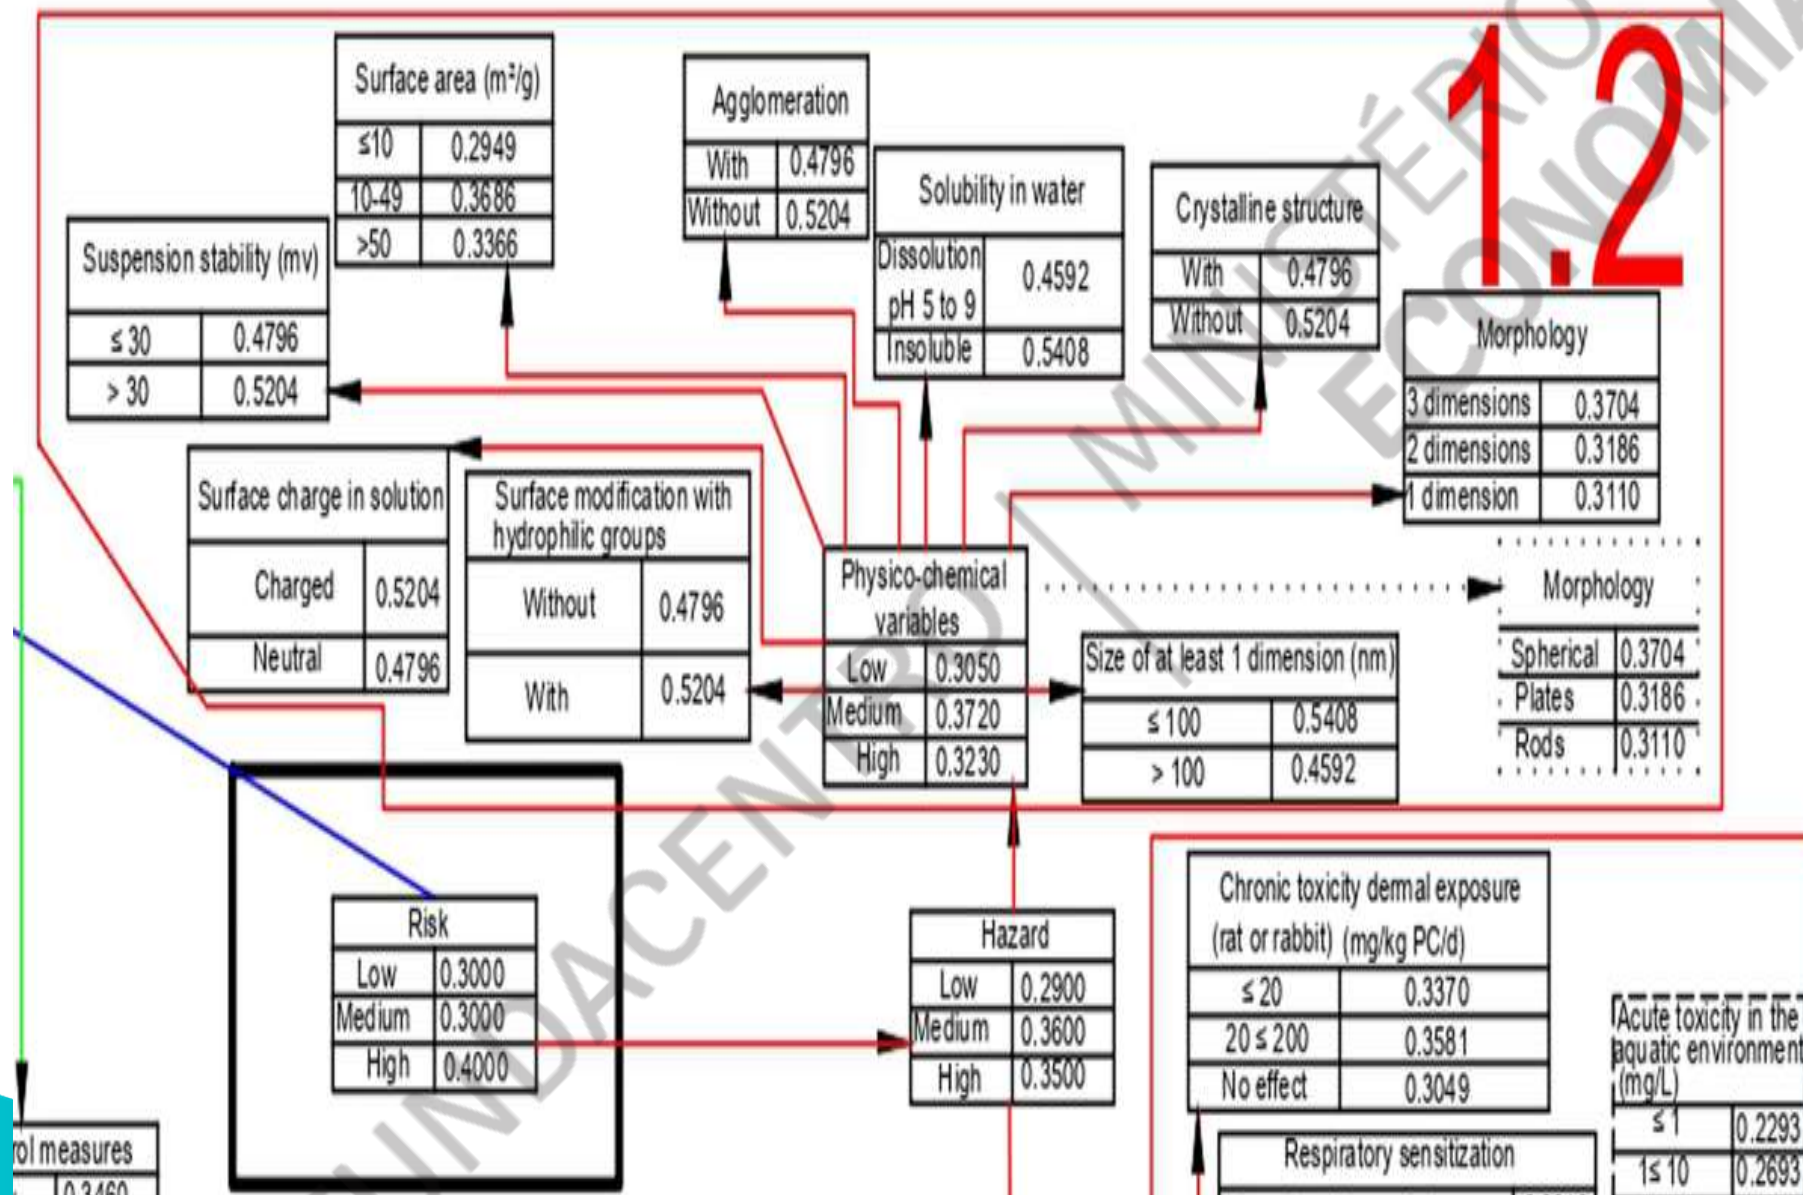 1.2
Surface area (m²/g)
≤10 0.2949
10-49 0.3686
>50 0.3366
Agglomeration
With 0.4796
Without 0.5204
Solubility in water
Dissolution
pH 5 to 9 0.4592
Insoluble 0.5408
Crystalline structure
With 0.4796
Without 0.5204
Suspension stability (mv)
≤ 30 0.4796
> 30 0.5204
Morphology
3 dimensions 0.3704
2 dimensions 0.3186
1 dimension 0.3110
Surface charge in solution
Charged 0.5204
Neutral 0.4796
Surface modification with
hydrophilic groups
Without 0.4796
With 0.5204
Physico-chemical
variables
Low 0.3050
Medium 0.3720
High 0.3230
Morphology
Spherical 0.3704
Plates 0.3186
Rods 0.3110
Size of at least 1 dimension (nm)
≤ 100 0.5408
> 100 0.4592
Risk
Low 0.3000
Medium 0.3000
High 0.4000
Hazard
Low 0.2900
Medium 0.3600
High 0.3500
Chronic toxicity dermal exposure
(rat or rabbit) (mg/kg PC/d)
≤ 20 0.3370
20 ≤ 200 0.3581
No effect 0.3049
Acute toxicity in the
aquatic environment
(mg/L)
≤ 1 0.2293
1≤ 10 0.2693
Respiratory sensitization
rol measures
0.3460
UNDACENTRO | MINISTÉRIO
ECONOMIA